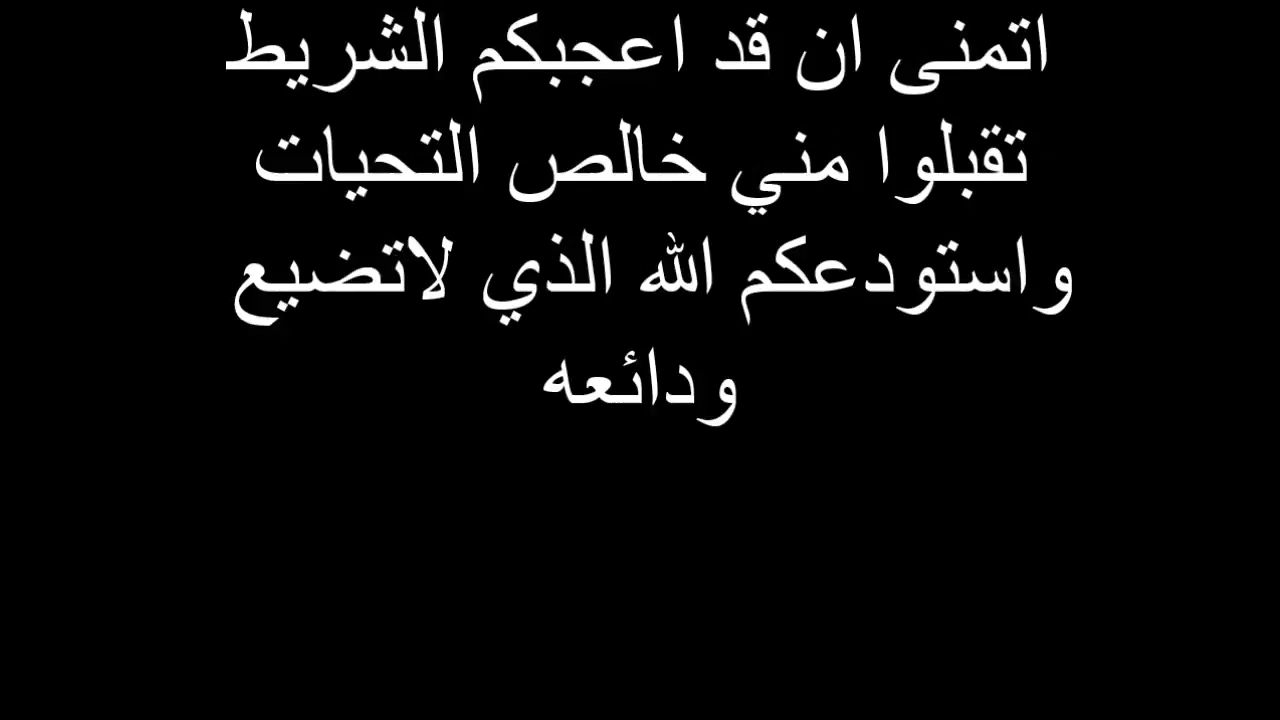 اتمنى ان قد اعجبكم الشريط
تقبلوا مني خالص التحيات
واستودعكم الله الذي لاتضيع
ودائعه